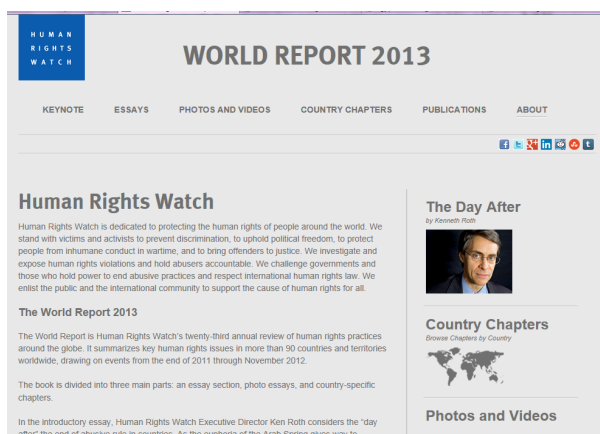 HUMAN
RIGHTS
WATCH
WORLD REPORT 2013
KEYNOTE
ESSAYS
PHOTOS AND VIDEOS
COUNTRY CHAPTERS
PUBLICATIONS
ABOUT
Human Rights Watch
Human Rights Watch is dedicated to protecting the human rights of people around the world. We
stand with victims and activists to prevent discrimination, to uphold political freedom, to protect
people from inhumane conduct in wartime, and to bring offenders to justice. We investigate and
expose human rights violations and hold abusers accountable. We challenge governments and
those who hold power to end abusive practices and respect international human rights law. We
enlist the public and the international community to support the cause of human rights for all.
The World Report 2013
The World Report is Human Rights Watch's twenty-third annual review of human rights practices
around the globe. It summarizes key human rights issues in more than 90 countries and territories
worldwide, drawing on events from the end of 2011 through November 2012.
The book is divided into three main parts: an essay section, photo essays, and country-specific
chapters.
In the introductory essay, Human Rights Watch Executive Director Ken Roth considers the "day
after" the end of abusive rule in countries. As the euphoria of the Arab Spring gives way to
The Day After
by Kenneth Roth
Country Chapters
Browse Chapters by Country
Photos and Videos